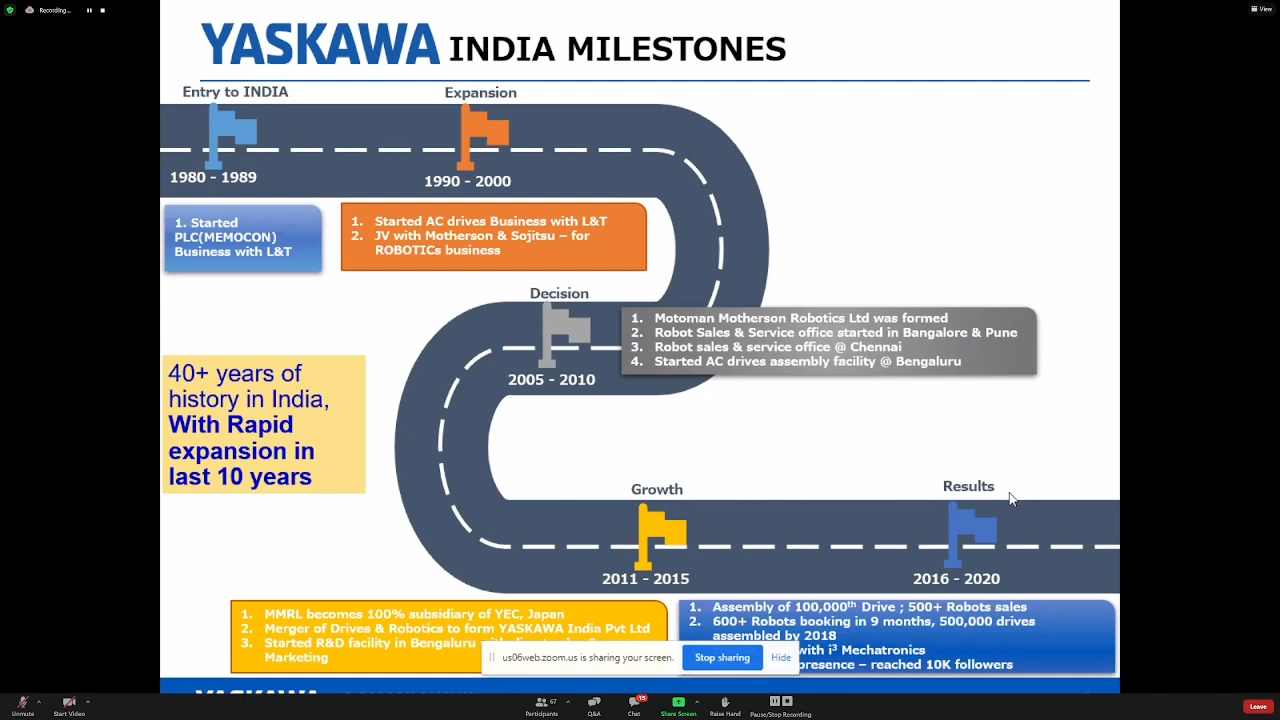 Recording...
View
YASKAWA INDIA MILESTONES
Entry to INDIA
Expansion
1980 - 1989
1990 - 2000
1. Started
PLC(MEMOCON)
Business with L&T
1. Started AC drives Business with L&T
2. JV with Motherson & Sojitsu – for
ROBOTICs business
Decision
2005 - 2010
1. Motoman Motherson Robotics Ltd was formed
2. Robot Sales & Service office started in Bangalore & Pune
3. Robot sales & service office @ Chennai
4. Started AC drives assembly facility @ Bengaluru
40+ years of
history in India,
With Rapid
expansion in
last 10 years
Growth
Results
2011 - 2015
2016 - 2020
1. MMRL becomes 100% subsidiary of YEC, Japan
2. Merger of Drives & Robotics to form YASKAWA India Pvt Ltd
3. Started R&D facility in Bengaluru
Marketing
1. Assembly of 100,000th Drive ; 500+ Robots sales
2. 600+ Robots booking in 9 months, 500,000 drives
assembled by 2018
with i³ Mechatronics
presence – reached 10K followers
us06web.zoom.us is sharing your screen.
Stop sharing
Hide
YASKAWA
Unmute
Start Video
67
Participants
Q&A
Chat
Share Screen
Raise Hand
Pause/Stop Recording
Leave